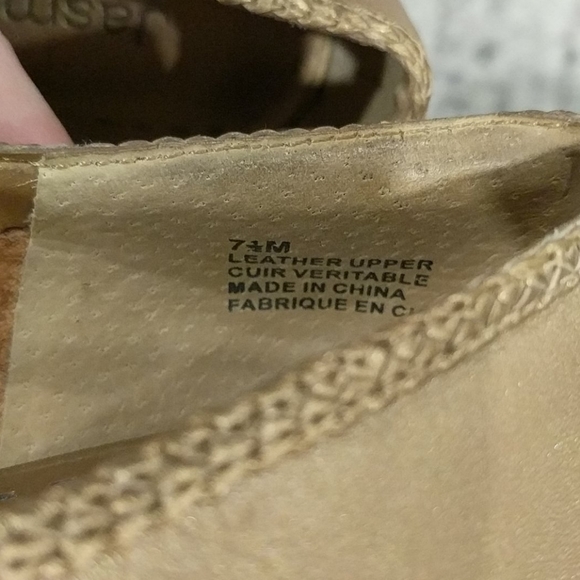 7½M
LEATHER UPPER
CUIR VERITABLE
MADE IN CHINA
FABRIQUE EN